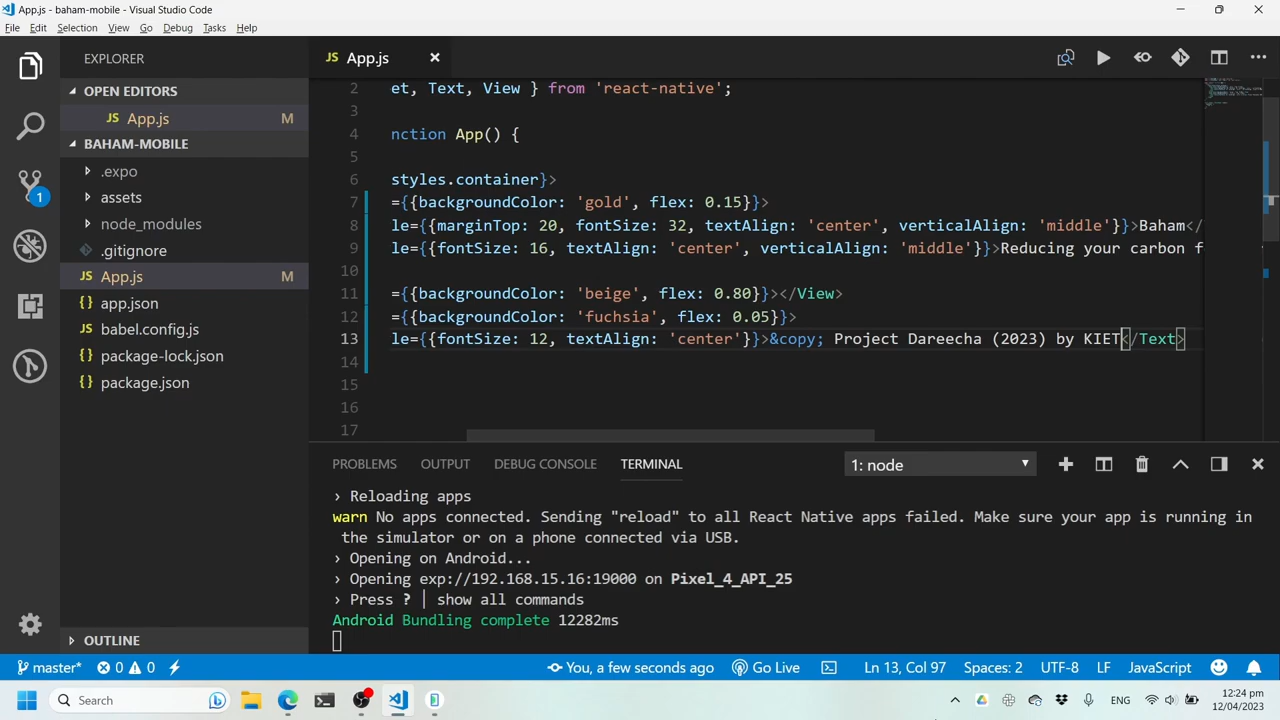 App.js - baham-mobile - Visual Studio Code
File Edit Selection View Go Debug Tasks Help
EXPLORER
OPEN EDITORS
JS App.js M
BAHAM-MOBILE
.expo
assets
node_modules
.gitignore
JS App.js M
{} app.json
{} babel.config.js
{} package-lock.json
{} package.json
OUTLINE
1
JS App.js
2 et, Text, View } from 'react-native';
3
4 nction App() {
5
6 styles.container}>
7 ={{backgroundColor: 'gold', flex: 0.15}}>
8 le={{marginTop: 20, fontSize: 32, textAlign: 'center', verticalAlign: 'middle'}}>Baham</
9 le={{fontSize: 16, textAlign: 'center', verticalAlign: 'middle'}}>Reducing your carbon f
10
11 ={{backgroundColor: 'beige', flex: 0.80}}></View>
12 ={{backgroundColor: 'fuchsia', flex: 0.05}}>
13 le={{fontSize: 12, textAlign: 'center'}}>&copy; Project Dareecha (2023) by KIET</Text>
14
15
16
17
PROBLEMS OUTPUT DEBUG CONSOLE TERMINAL 1: node
› Reloading apps
warn No apps connected. Sending "reload" to all React Native apps failed. Make sure your app is running in
the simulator or on a phone connected via USB.
› Opening on Android...
› Opening exp://192.168.15.16:19000 on Pixel_4_API_25
› Press ? │ show all commands
Android Bundling complete 12282ms
master* 0 0 You, a few seconds ago Go Live Ln 13, Col 97 Spaces: 2 UTF-8 LF JavaScript
Search ENG 12:24 pm
12/04/2023